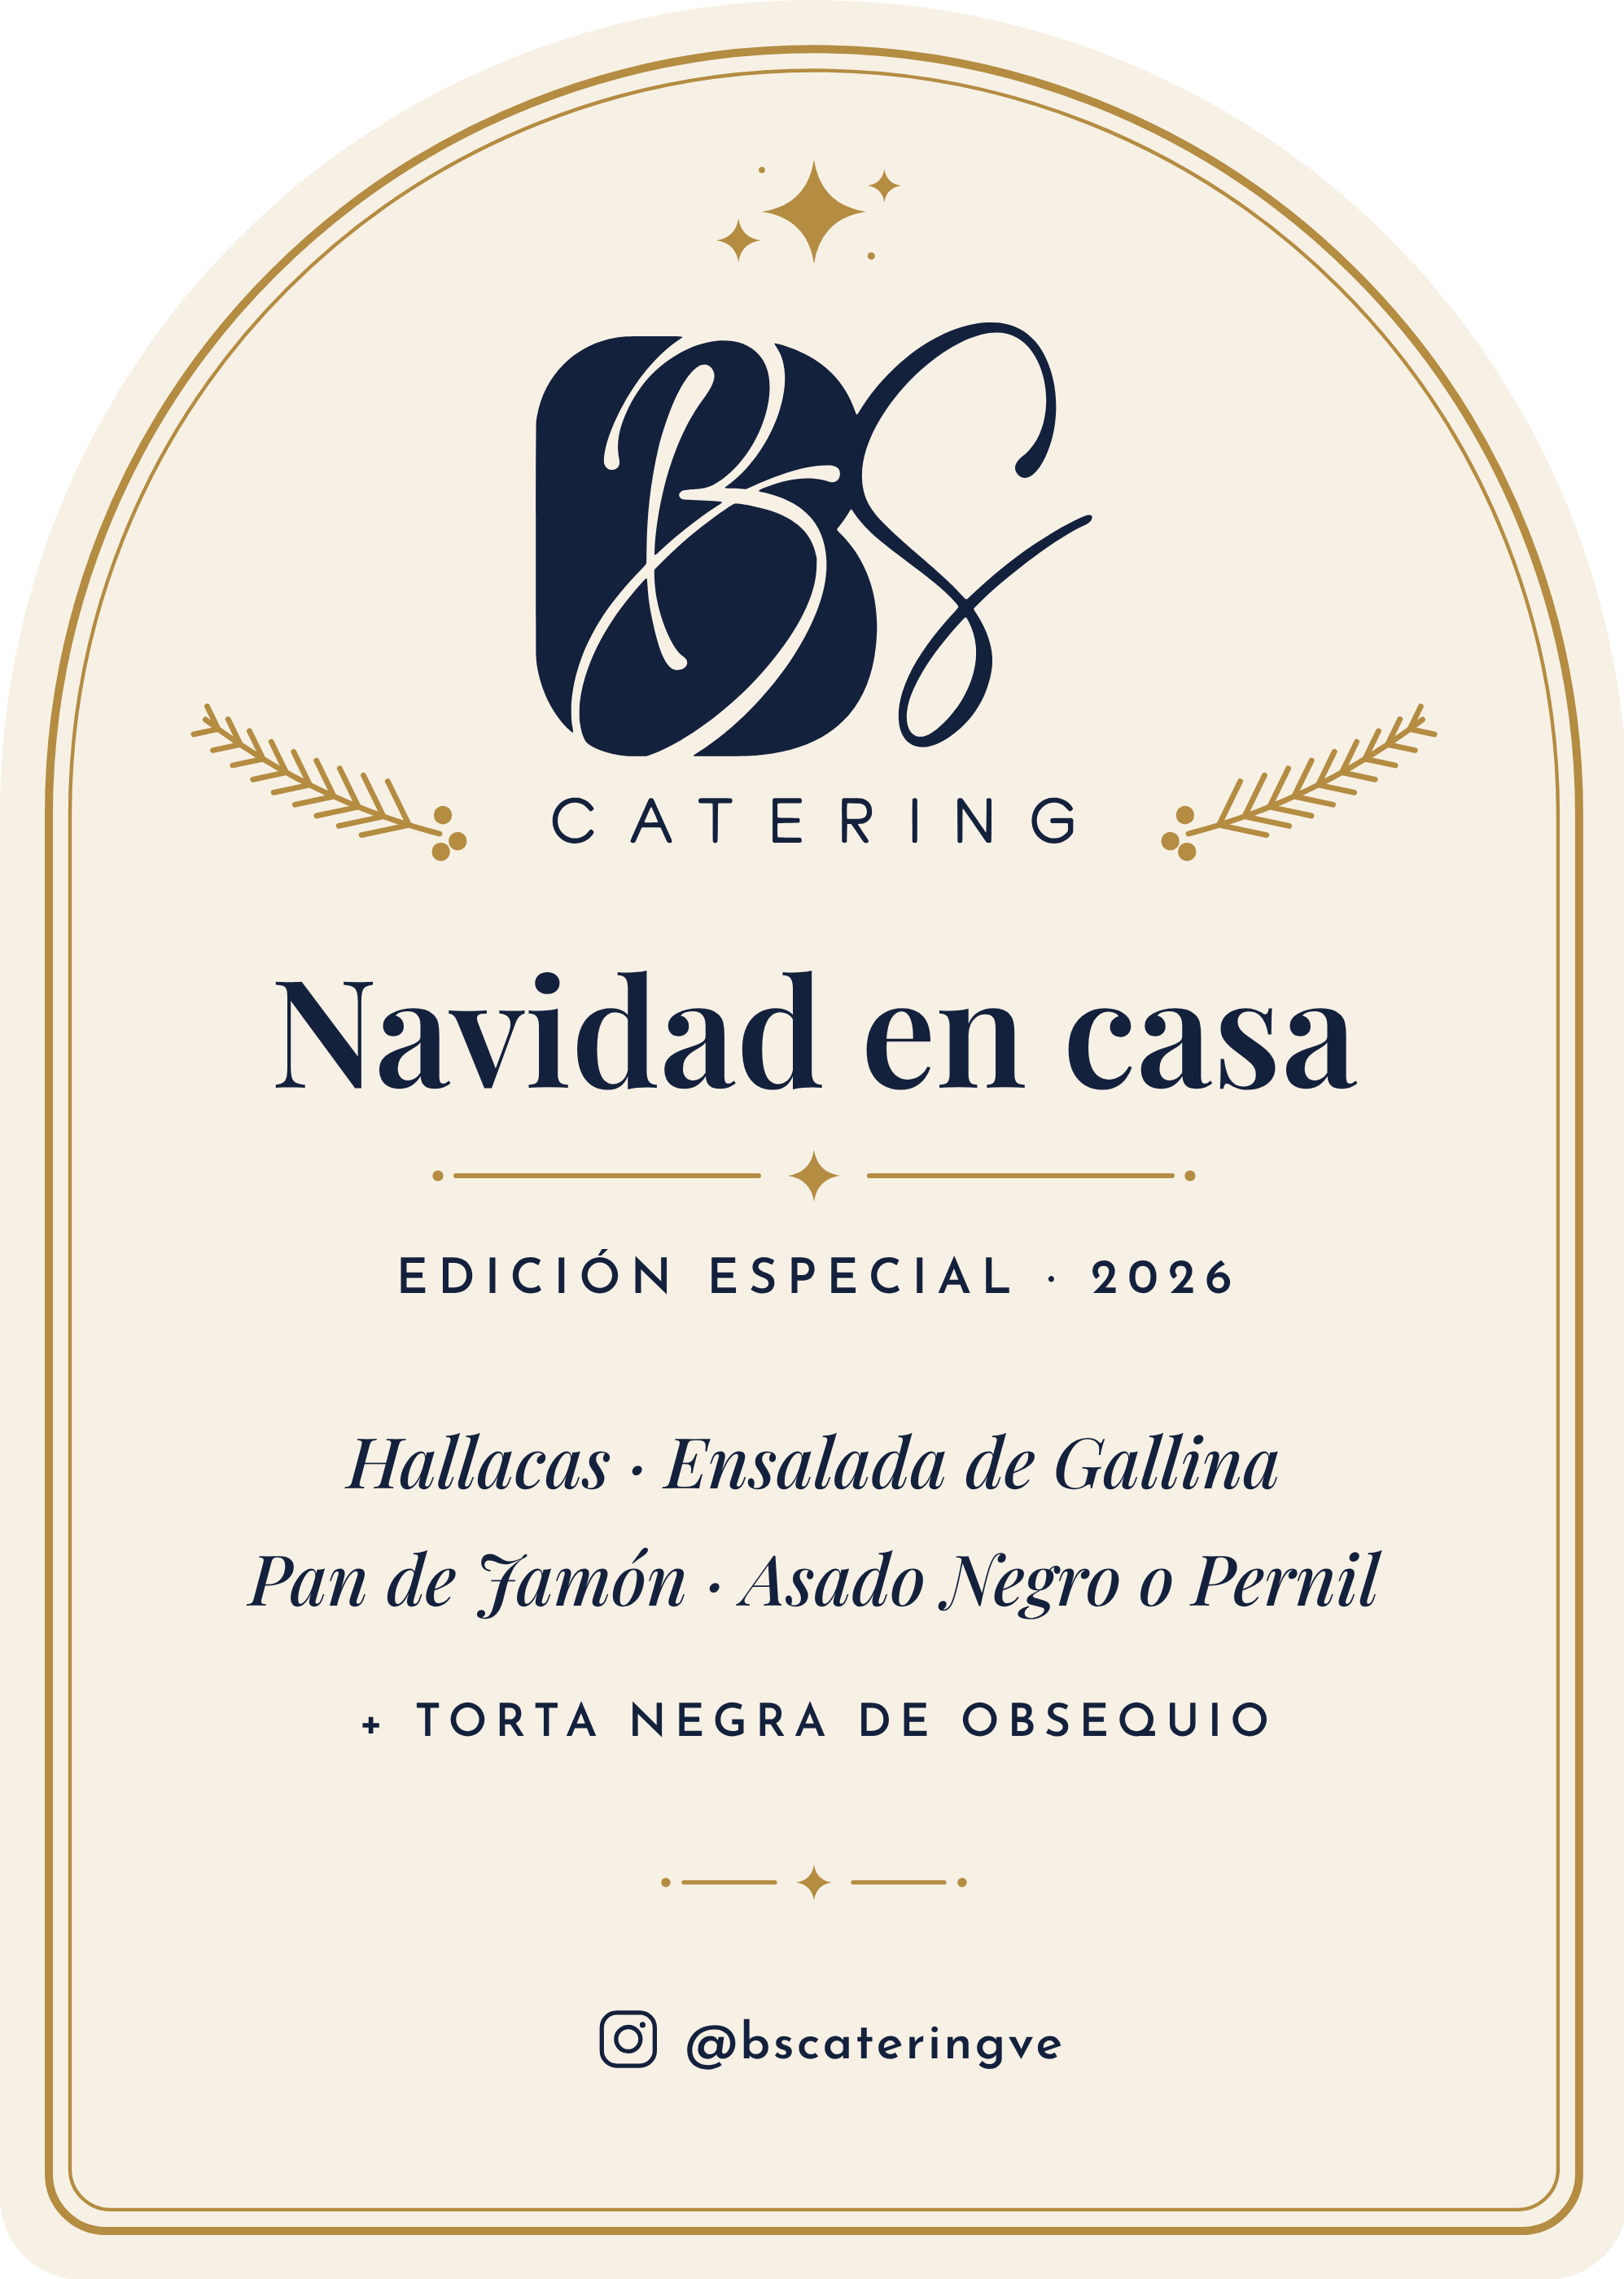 BS
CATERING
Navidad en casa
EDICIÓN ESPECIAL · 2026
Hallacas · Ensalada de Gallina
Pan de Jamón · Asado Negro o Pernil
+ TORTA NEGRA DE OBSEQUIO
@bscateringve